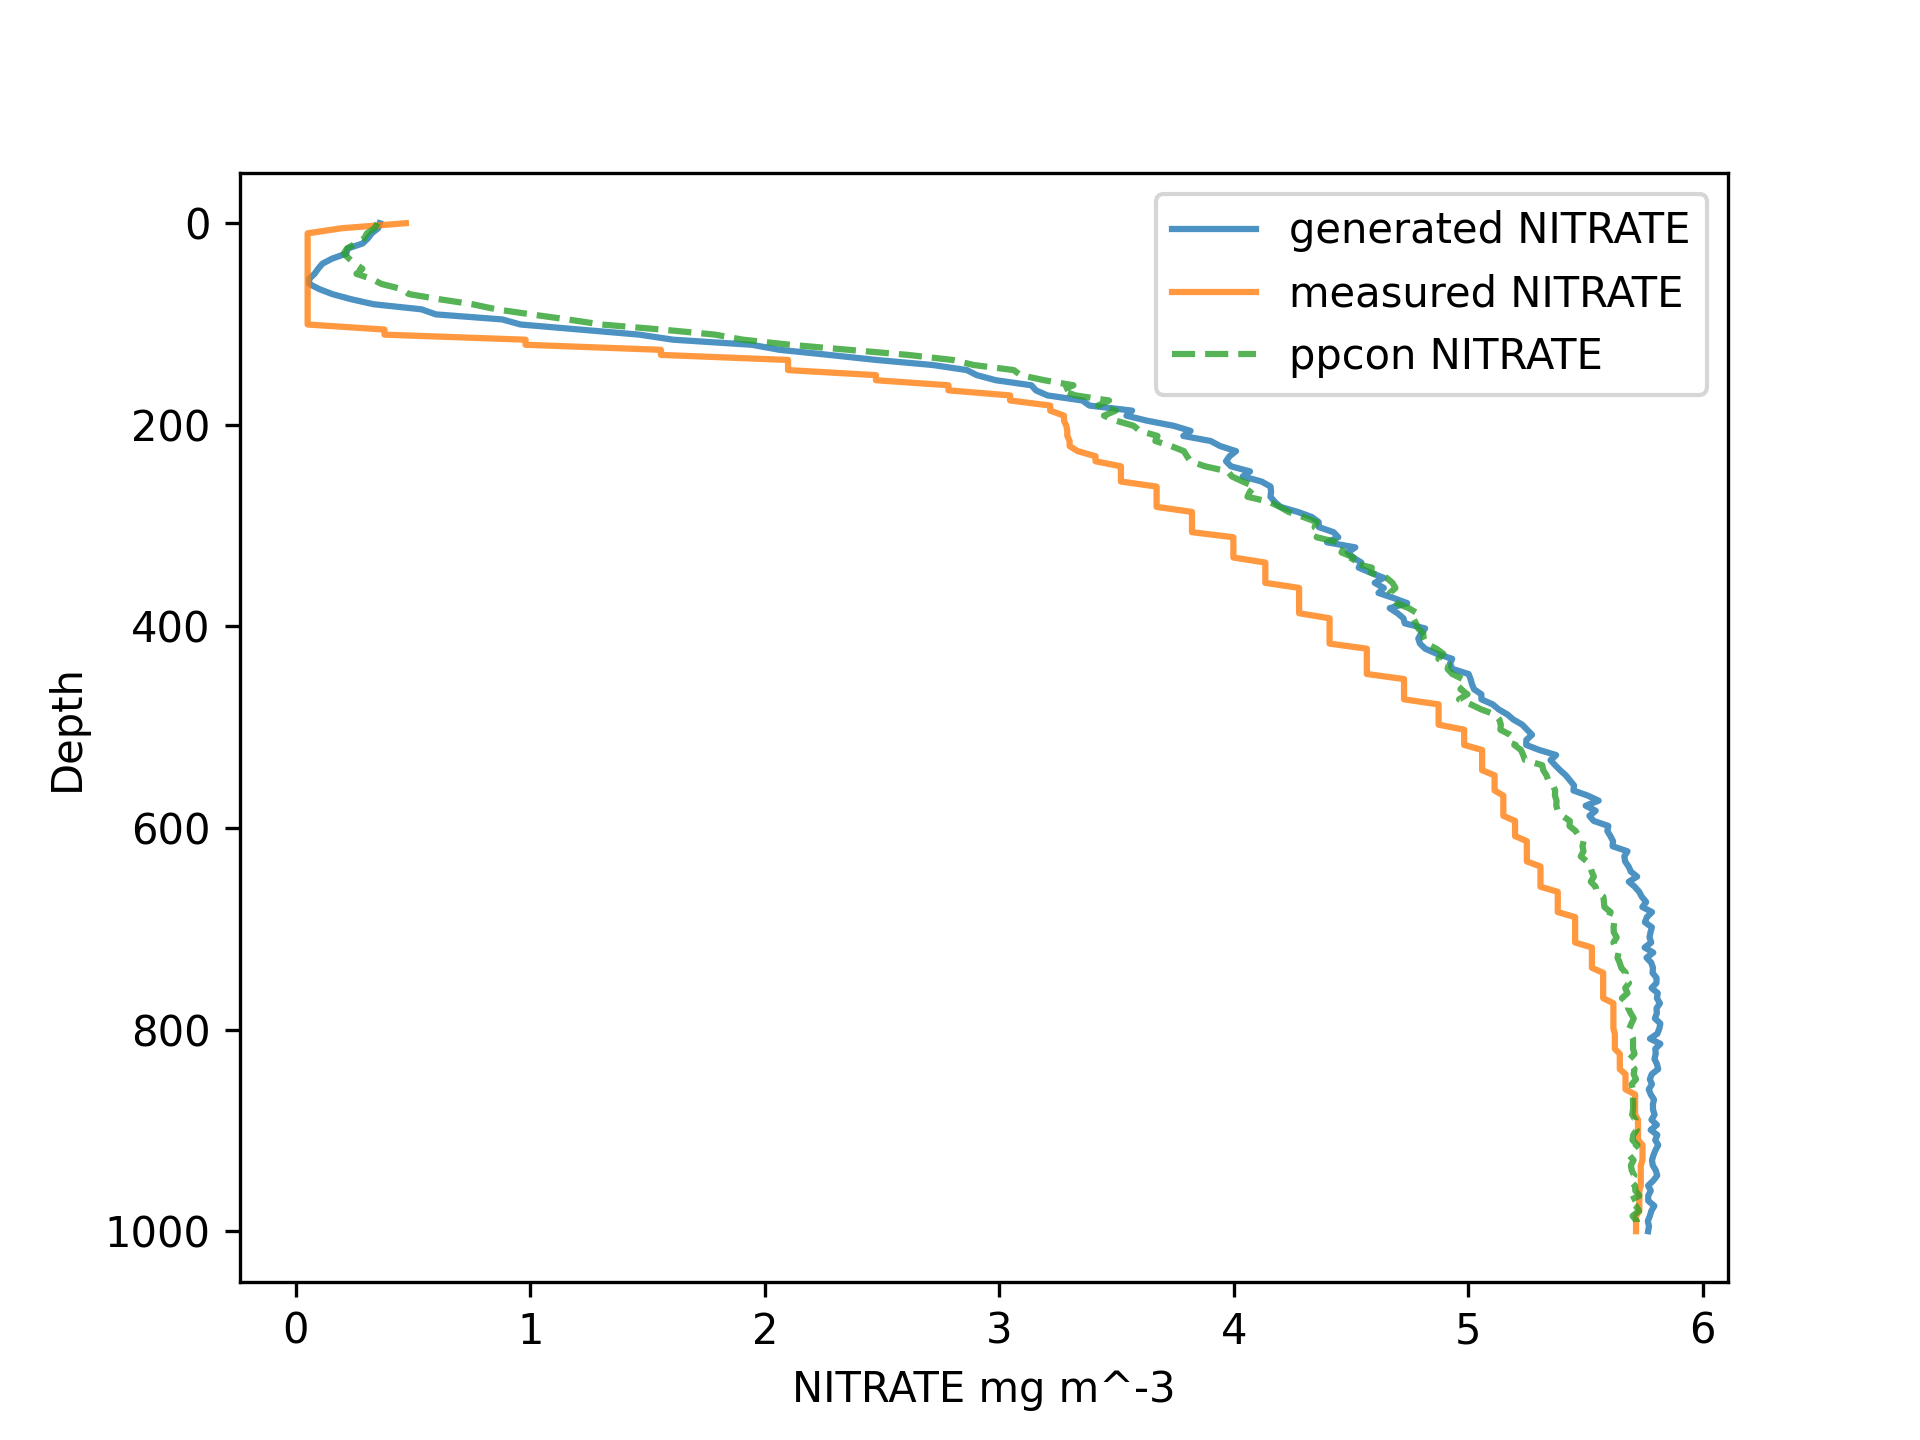 generated NITRATE
measured NITRATE
ppcon NITRATE
0
200
400
600
800
1000
Depth
0 1 2 3 4 5 6
NITRATE mg m^-3